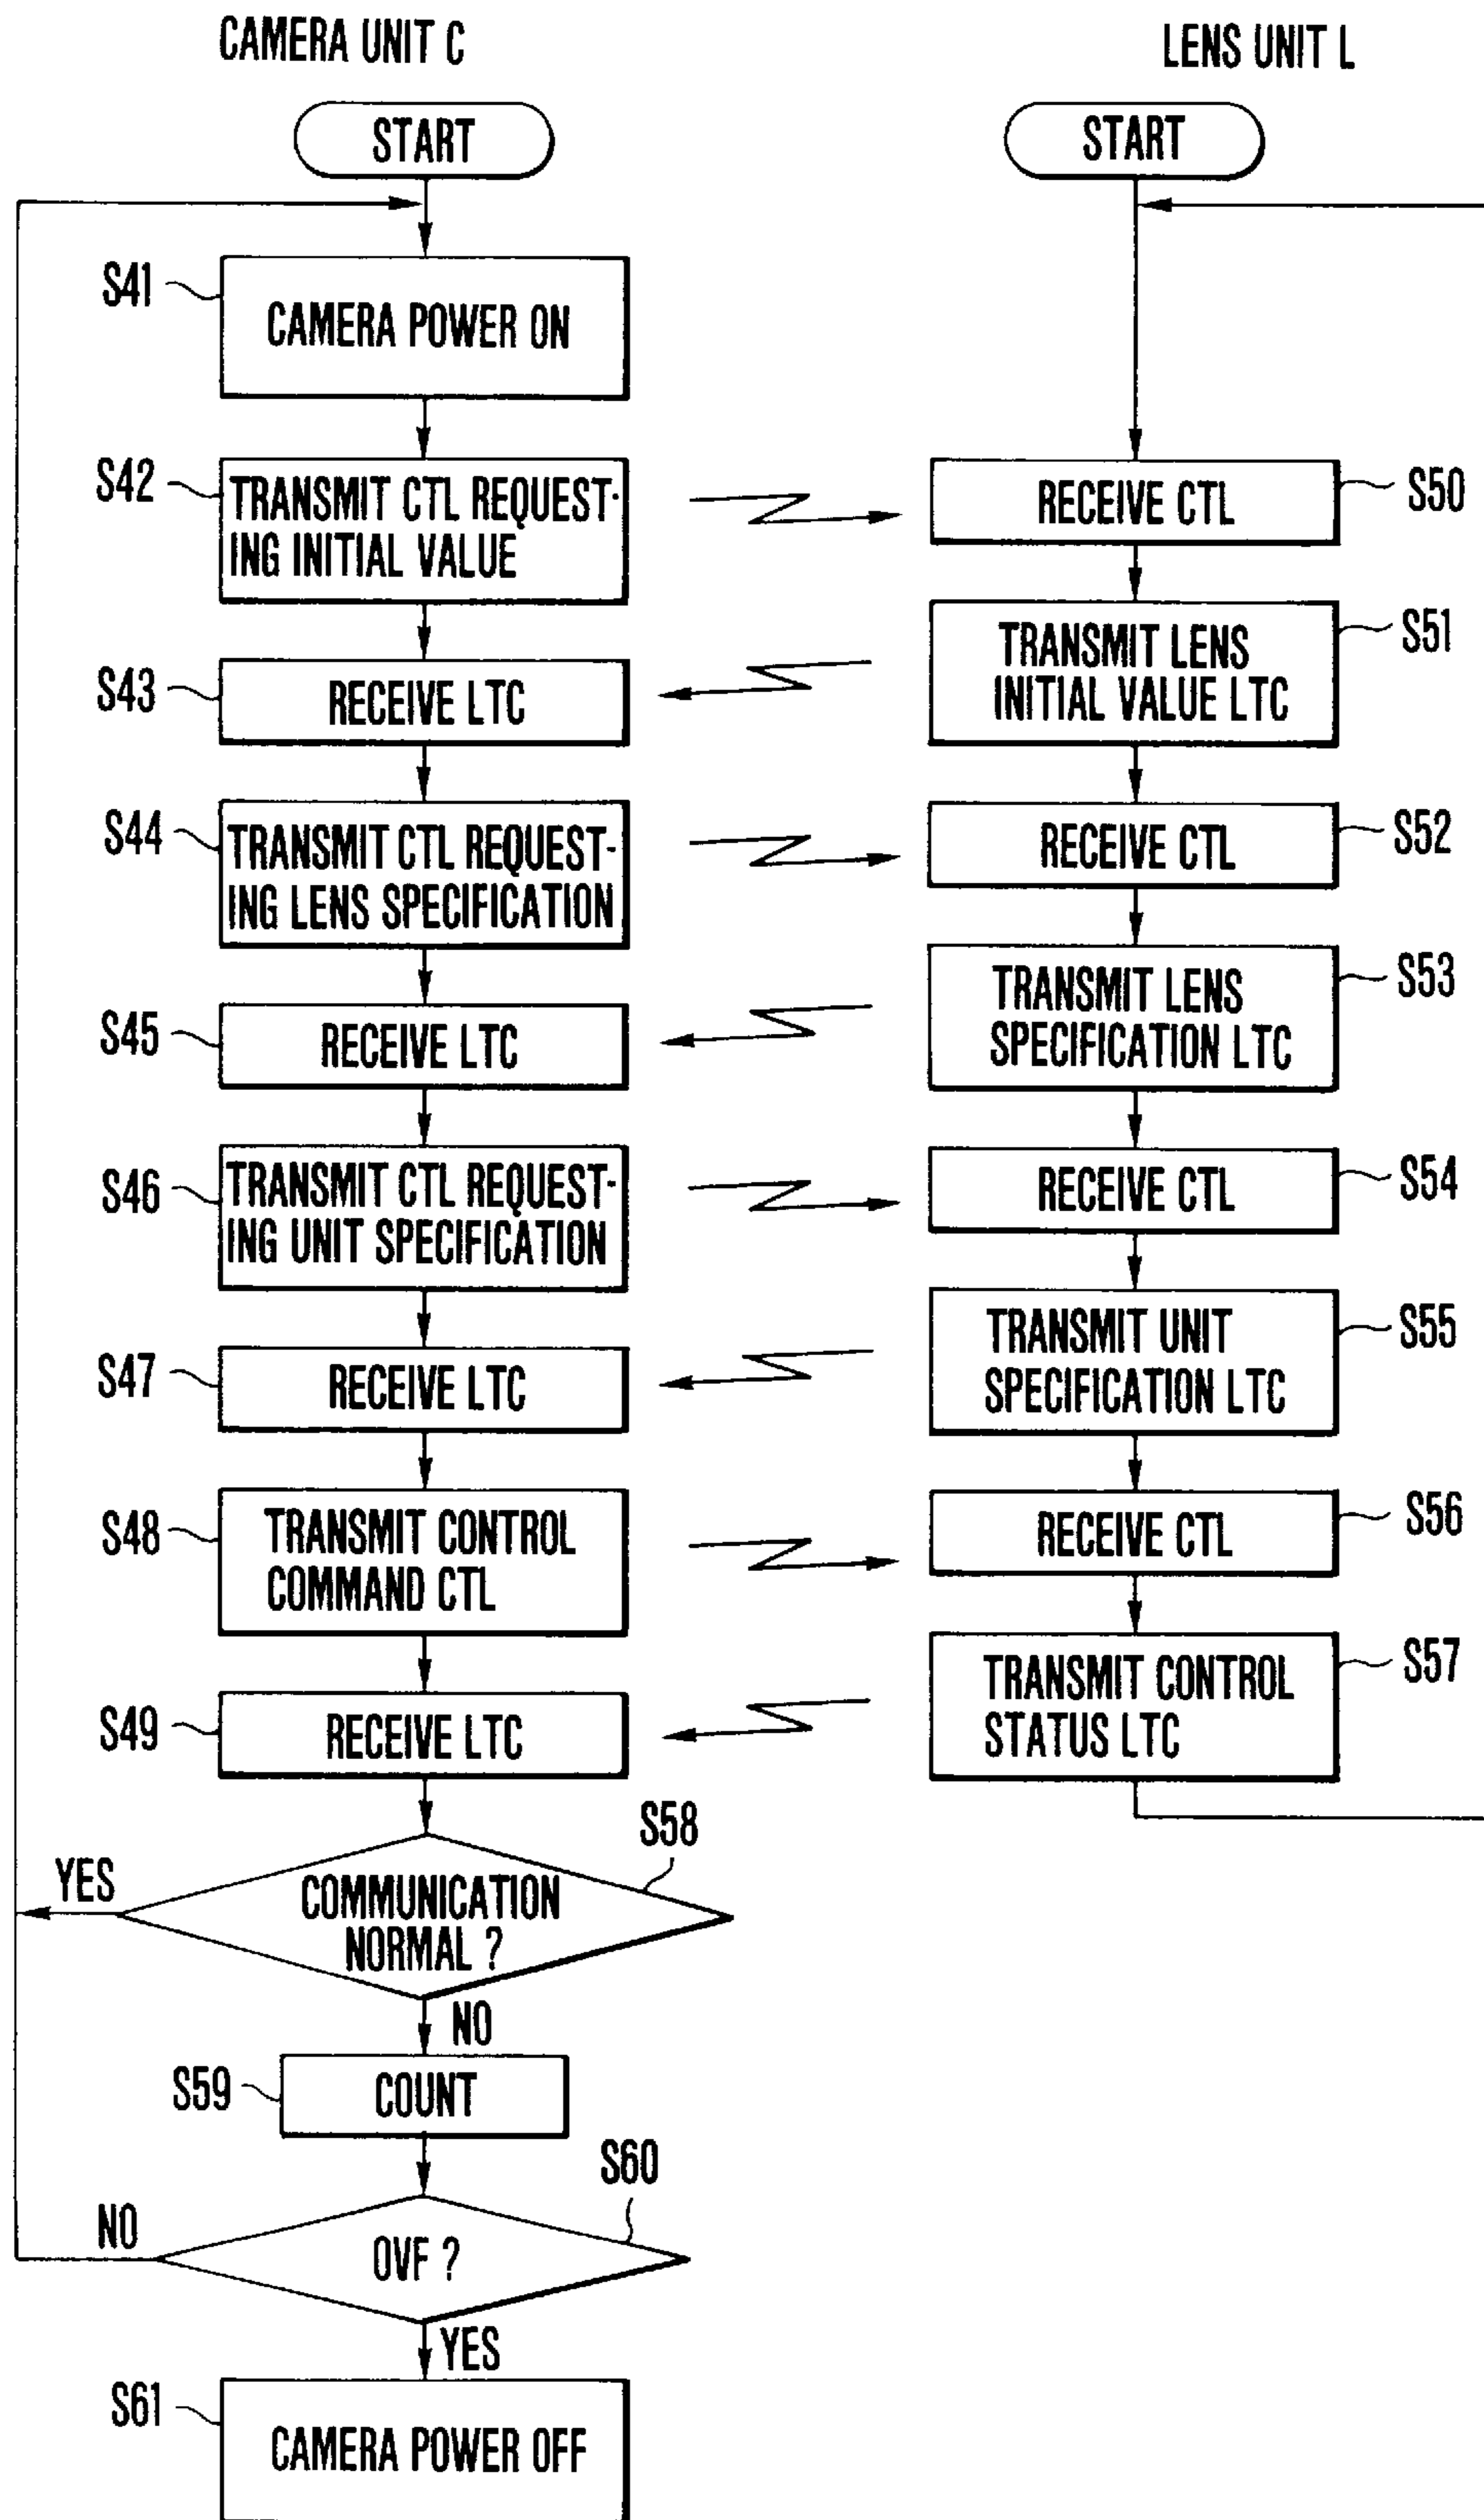 CAMERA UNIT C
LENS UNIT L
START
START
S41
CAMERA POWER ON
S42
TRANSMIT CTL REQUEST-
ING INITIAL VALUE
RECEIVE CTL
S50
S43
RECEIVE LTC
TRANSMIT LENS
INITIAL VALUE LTC
S51
S44
TRANSMIT CTL REQUEST-
ING LENS SPECIFICATION
RECEIVE CTL
S52
S45
RECEIVE LTC
TRANSMIT LENS
SPECIFICATION LTC
S53
S46
TRANSMIT CTL REQUEST-
ING UNIT SPECIFICATION
RECEIVE CTL
S54
S47
RECEIVE LTC
TRANSMIT UNIT
SPECIFICATION LTC
S55
S48
TRANSMIT CONTROL
COMMAND CTL
RECEIVE CTL
S56
S49
RECEIVE LTC
TRANSMIT CONTROL
STATUS LTC
S57
S58
YES
COMMUNICATION
NORMAL ?
NO
S59
COUNT
S60
NO
OVF ?
YES
S61
CAMERA POWER OFF